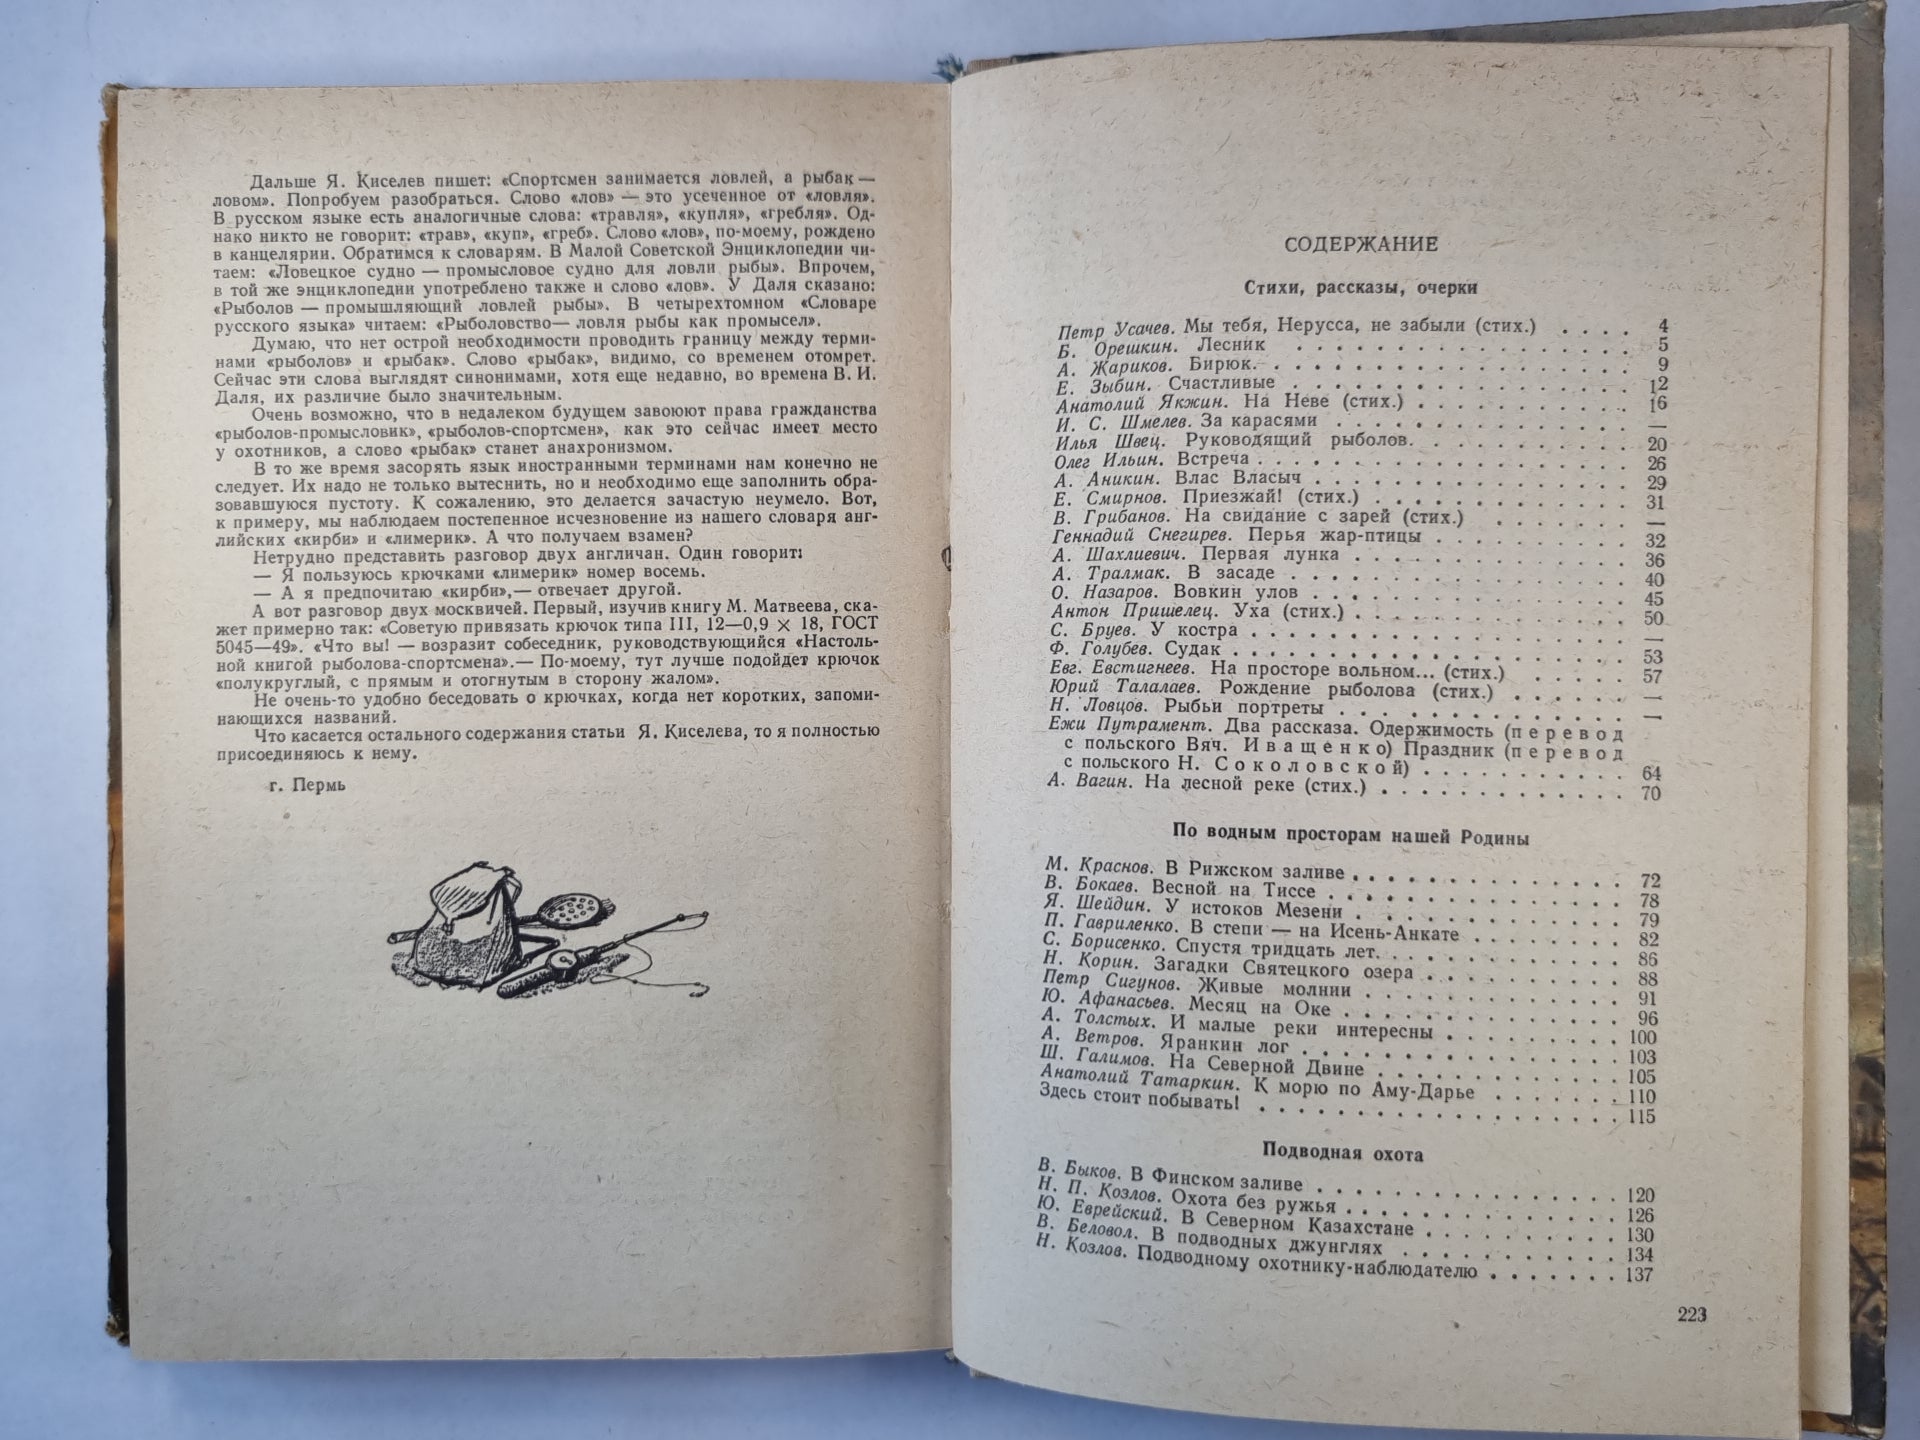 Дальше Я. Киселев пишет: «Спортсмен занимается ловлей, а рыбак —
ловом». Попробуем разобраться. Слово «лов» — это усеченное от «ловля».
В русском языке есть аналогичные слова: «травля», «купля», «гребля». Од-
нако никто не говорит: «трав», «куп», «греб». Слово «лов», по-моему, рождено
в канцелярии. Обратимся к словарям. В Малой Советской Энциклопедии чи-
таем: «Ловецкое судно — промысловое судно для ловли рыбы». Впрочем,
в той же энциклопедии употреблено также и слово «лов». У Даля сказано:
«Рыболов — промышляющий ловлей рыбы». В четырехтомном «Словаре
русского языка» читаем: «Рыболовство— ловля рыбы как промысел».
Думаю, что нет острой необходимости проводить границу между терми-
нами «рыболов» и «рыбак». Слово «рыбак», видимо, со временем отомрет.
Сейчас эти слова выглядят синонимами, хотя еще недавно, во времена В. И.
Даля, их различие было значительным.
Очень возможно, что в недалеком будущем завоюют права гражданства
«рыболов-промысловик», «рыболов-спортсмен», как это сейчас имеет место
у охотников, а слово «рыбак» станет анахронизмом.
В то же время засорять язык иностранными терминами нам конечно не
следует. Их надо не только вытеснить, но и необходимо еще заполнить обра-
зовавшуюся пустоту. К сожалению, это делается зачастую неумело. Вот,
к примеру, мы наблюдаем постепенное исчезновение из нашего словаря анг-
лийских «кирби» и «лимерик». А что получаем взамен?
Нетрудно представить разговор двух англичан. Один говорит:
— Я пользуюсь крючками «лимерик» номер восемь.
— А я предпочитаю «кирби»,— отвечает другой.
А вот разговор двух москвичей. Первый, изучив книгу М. Матвеева, ска-
жет примерно так: «Советую привязать крючок типа III, 12—0,9 × 18, ГОСТ
5045—49». «Что вы! — возразит собеседник, руководствующийся «Настоль-
ной книгой рыболова-спортсмена».— По-моему, тут лучше подойдет крючок
«полукруглый, с прямым и отогнутым в сторону жалом».
Не очень-то удобно беседовать о крючках, когда нет коротких, запоми-
нающихся названий.
Что касается остального содержания статьи Я. Киселева, то я полностью
присоединяюсь к нему.
г. Пермь
СОДЕРЖАНИЕ
Стихи, рассказы, очерки
Петр Усачев. Мы тебя, Нерусса, не забыли (стих.) . . . . 4
Б. Орешкин. Лесник . . . . . . . . . . . . . . . . . 5
А. Жариков. Бирюк. . . . . . . . . . . . . . . . . . 9
Е. Зыбин. Счастливые . . . . . . . . . . . . . . . . 12
Анатолий Якжин. На Неве (стих.) . . . . . . . . . . . 16
И. С. Шмелев. За карасями . . . . . . . . . . . . . . —
Илья Швец. Руководящий рыболов. . . . . . . . . . . 20
Олег Ильин. Встреча . . . . . . . . . . . . . . . . . 26
А. Аникин. Влас Власыч . . . . . . . . . . . . . . . 29
Е. Смирнов. Приезжай! (стих.) . . . . . . . . . . . . 31
В. Грибанов. На свидание с зарей (стих.) . . . . . . . —
Геннадий Снегирев. Перья жар-птицы . . . . . . . . . 32
А. Шахлиевич. Первая лунка . . . . . . . . . . . . . 36
А. Тралмак. В засаде . . . . . . . . . . . . . . . . 40
О. Назаров. Вовкин улов . . . . . . . . . . . . . . . 45
Антон Пришелец. Уха (стих.) . . . . . . . . . . . . . 50
С. Бруев. У костра . . . . . . . . . . . . . . . . . —
Ф. Голубев. Судак . . . . . . . . . . . . . . . . . . 53
Евг. Евстигнеев. На просторе вольном... (стих.) . . . . . 57
Юрий Талалаев. Рождение рыболова (стих.) . . . . . . —
Н. Ловцов. Рыбьи портреты . . . . . . . . . . . . . . —
Ежи Путрамент. Два рассказа. Одержимость (перевод
с польского Вяч. Иващенко) Праздник (перевод
с польского Н. Соколовской) . . . . . . . . . . . 64
А. Вагин. На лесной реке (стих.) . . . . . . . . . . . . 70
По водным просторам нашей Родины
М. Краснов. В Рижском заливе . . . . . . . . . . . . . 72
В. Бокаев. Весной на Тиссе . . . . . . . . . . . . . . 78
Я. Шейдин. У истоков Мезени . . . . . . . . . . . . . 79
П. Гавриленко. В степи — на Исень-Анкате . . . . . . . 82
С. Борисенко. Спустя тридцать лет. . . . . . . . . . . . 86
Н. Корин. Загадки Святецкого озера . . . . . . . . . . 88
Петр Сигунов. Живые молнии . . . . . . . . . . . . . 91
Ю. Афанасьев. Месяц на Оке . . . . . . . . . . . . . . 96
А. Толстых. И малые реки интересны . . . . . . . . . 100
А. Ветров. Яранкин лог . . . . . . . . . . . . . . . . 103
Ш. Галимов. На Северной Двине . . . . . . . . . . . . 105
Анатолий Татаркин. К морю по Аму-Дарье . . . . . . . 110
Здесь стоит побывать! . . . . . . . . . . . . . . . . . 115
Подводная охота
В. Быков. В Финском заливе . . . . . . . . . . . . . . 120
Н. П. Козлов. Охота без ружья . . . . . . . . . . . . . 126
Ю. Еврейский. В Северном Казахстане . . . . . . . . . 130
В. Беловол. В подводных джунглях . . . . . . . . . . . 134
Н. Козлов. Подводному охотнику-наблюдателю . . . . . . . 137
223